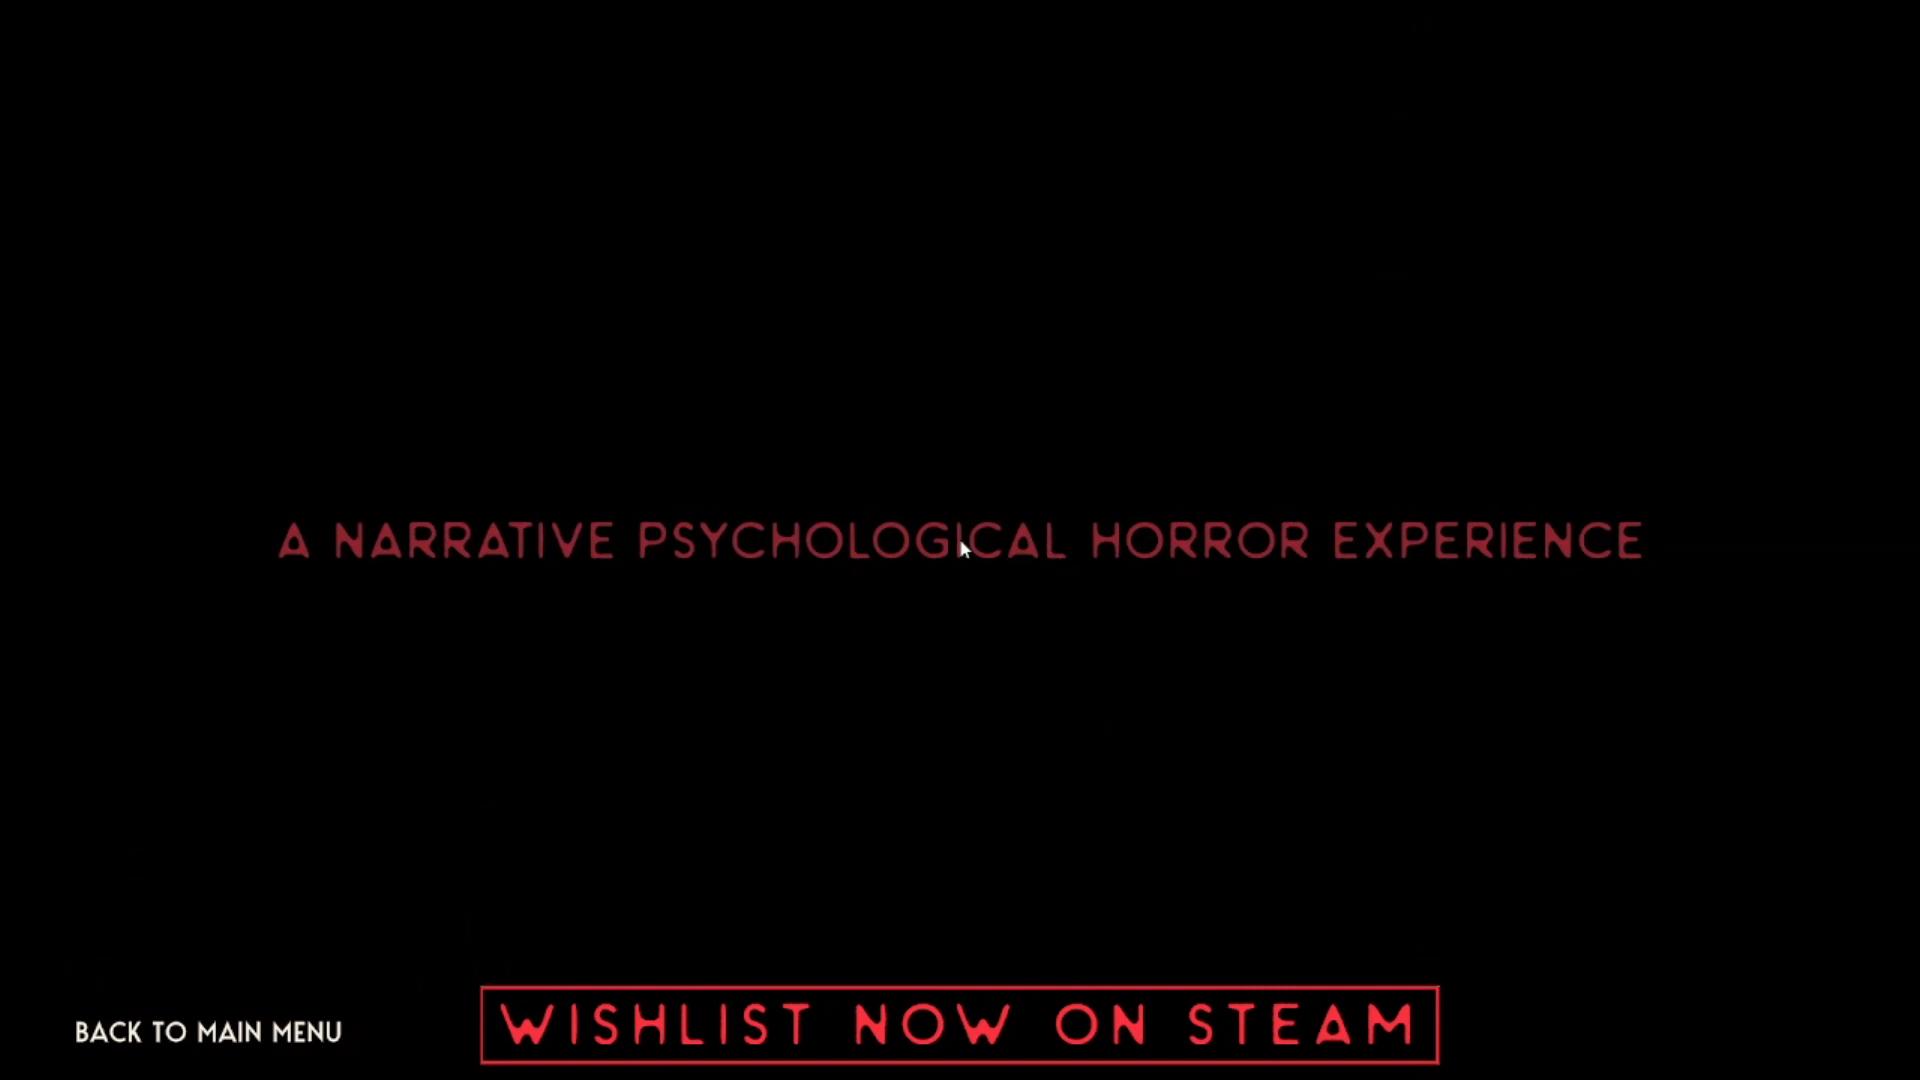 A NARRATIVE PSYCHOLOGICAL HORROR EXPERIENCE
BACK TO MAIN MENU
WISHLIST NOW ON STEAM